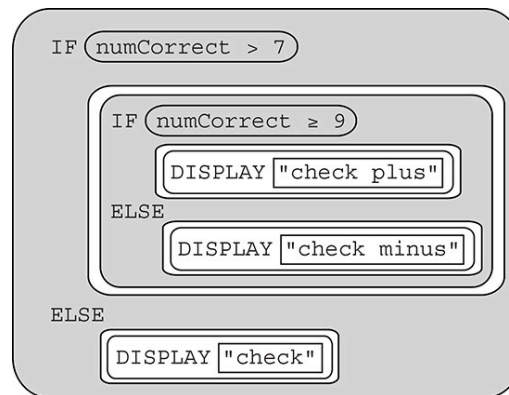 IF numCorrect > 7
IF numCorrect ≥ 9
DISPLAY "check plus"
ELSE
DISPLAY "check minus"
ELSE
DISPLAY "check"